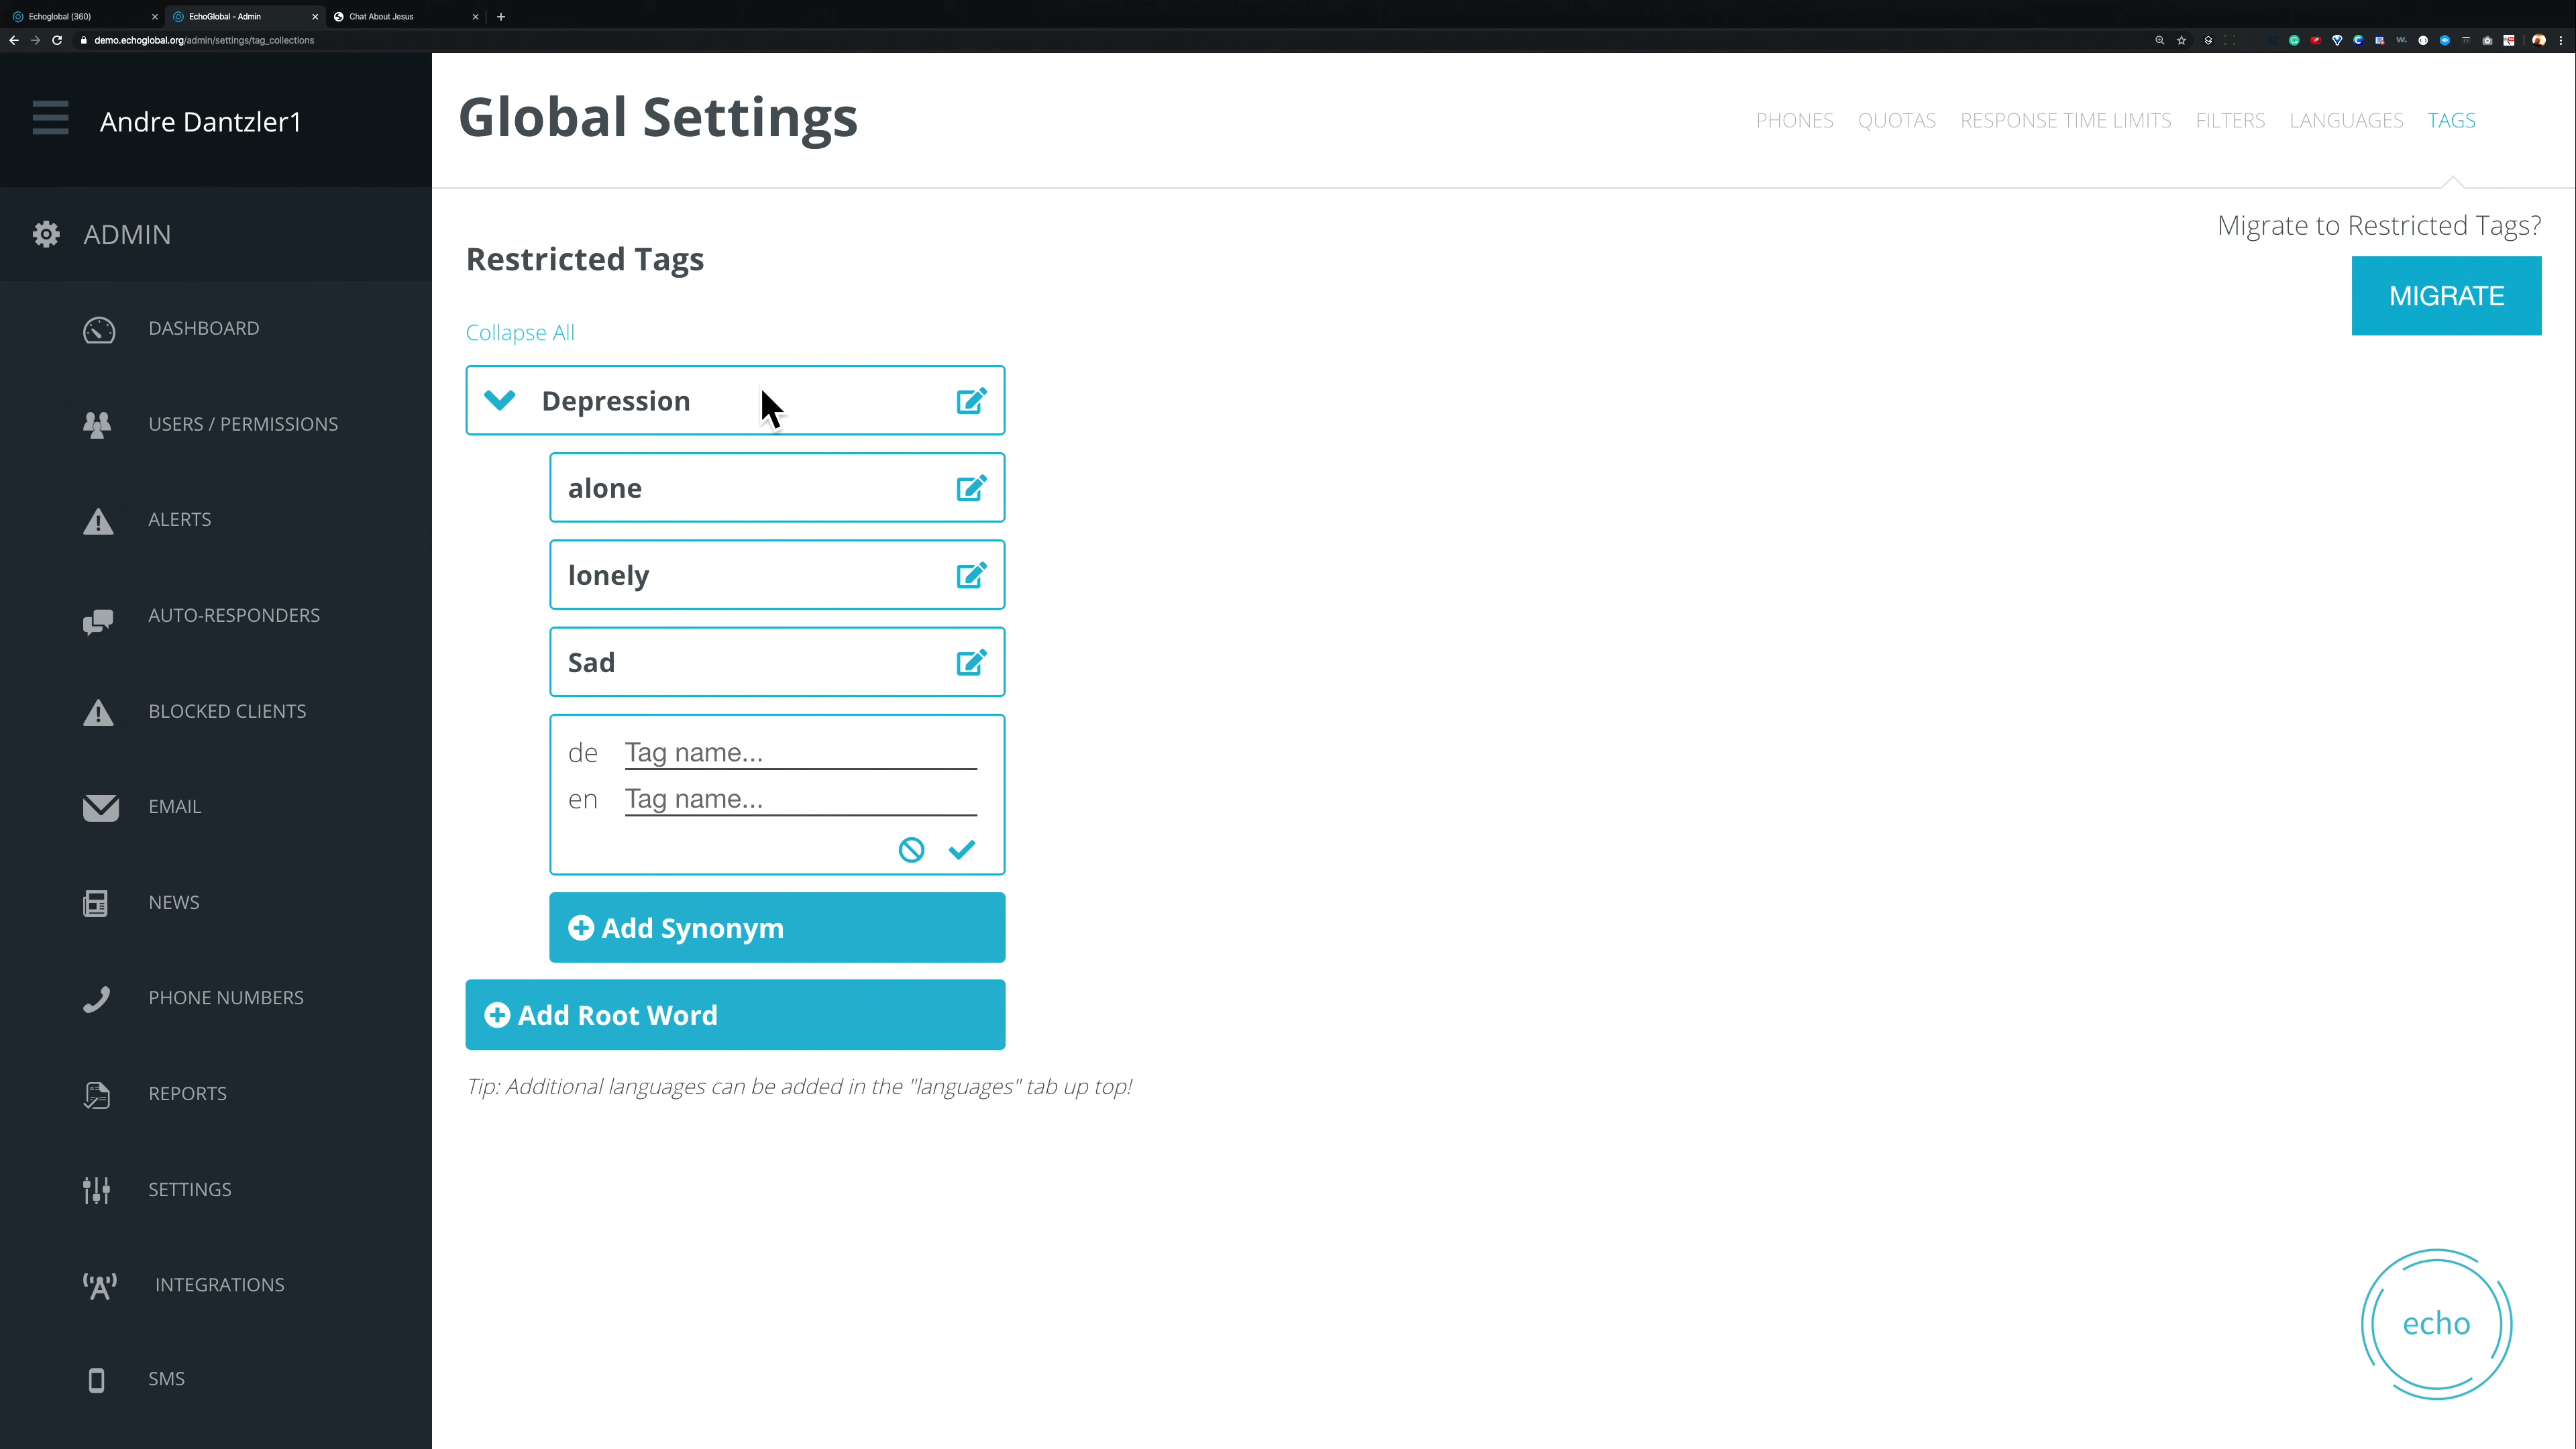 Echoglobal (360)
EchoGlobal - Admin
Chat About Jesus
demo.echoglobal.org/admin/settings/tag_collections
Andre Dantzler1
Global Settings
PHONES
QUOTAS
RESPONSE TIME LIMITS
FILTERS
LANGUAGES
TAGS
ADMIN
DASHBOARD
USERS / PERMISSIONS
ALERTS
AUTO-RESPONDERS
BLOCKED CLIENTS
EMAIL
NEWS
PHONE NUMBERS
REPORTS
SETTINGS
INTEGRATIONS
SMS
Migrate to Restricted Tags?
MIGRATE
Restricted Tags
Collapse All
Depression
alone
lonely
Sad
de Tag name...
en Tag name...
Add Synonym
Add Root Word
Tip: Additional languages can be added in the "languages" tab up top!
echo